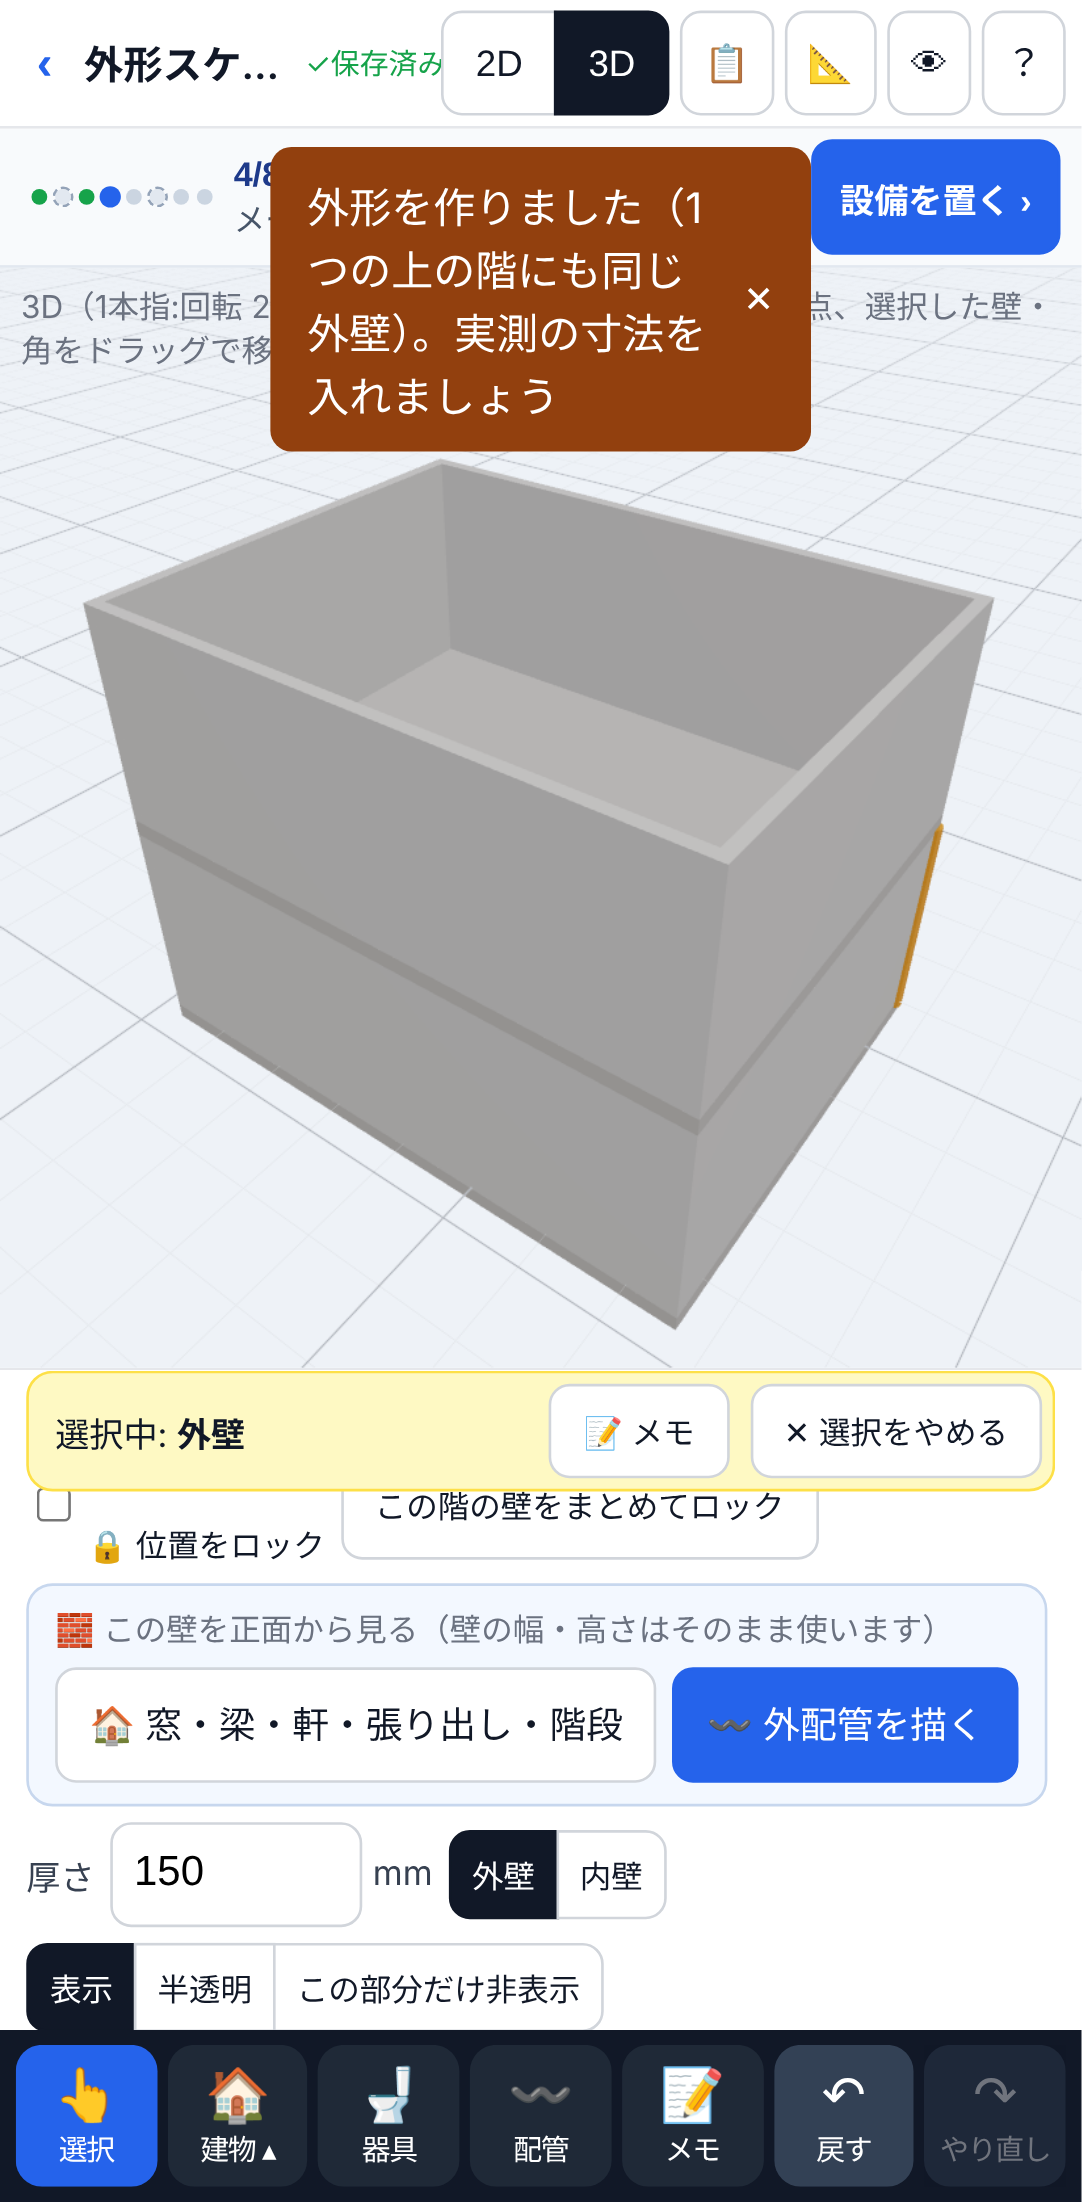 ‹ 外形スケ… ✓保存済み 2D 3D ?
4/8
メ
設備を置く ›
外形を作りました（1
つの上の階にも同じ
外壁）。実測の寸法を
入れましょう
✕
3D（1本指:回転 2 点、選択した壁・
角をドラッグで移
選択中: 外壁 メモ ✕ 選択をやめる
この階の壁をまとめてロック
位置をロック
この壁を正面から見る（壁の幅・高さはそのまま使います）
窓・梁・軒・張り出し・階段 外配管を描く
厚さ 150 mm 外壁 内壁
表示 半透明 この部分だけ非表示
選択 建物▲ 器具 配管 メモ 戻す やり直し